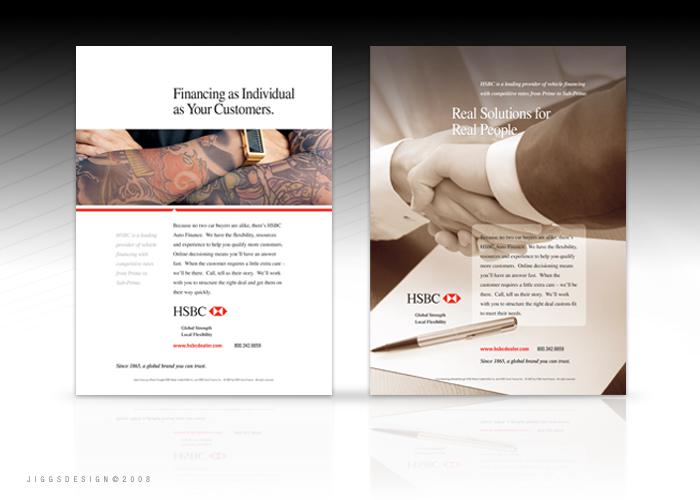 Financing as Individual
as Your Customers.
HSBC is a leading
provider of vehicle
financing with
competitive rates
from Prime to
Sub-Prime.
Because no two car buyers are alike, there's HSBC
Auto Finance. We have the flexibility, resources
and experience to help you qualify more customers.
Online decisioning means you'll have an answer
fast. When the customer requires a little extra care –
we'll be there. Call, tell us their story. We'll work
with you to structure the right deal and get them on
their way quickly.
HSBC
Global Strength
Local Flexibility
www.hsbcdealer.com 800.342.8659
Since 1865, a global brand you can trust.
HSBC is a leading provider of vehicle financing
with competitive rates from Prime to Sub-Prime.
Real Solutions for
Real People
Because no two car buyers are alike, there's
HSBC Auto Finance. We have the flexibility,
resources and experience to help you qualify
more customers. Online decisioning means
you'll have an answer fast. When the
customer requires a little extra care – we'll be
there. Call, tell us their story. We'll work
with you to structure the right deal custom-fit
to meet their needs.
HSBC
Global Strength
Local Flexibility
www.hsbcdealer.com 800.342.8659
Since 1865, a global brand you can trust.
JIGGSDESIGN©2008